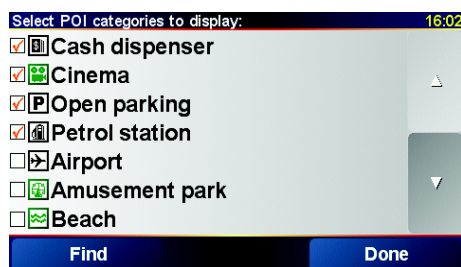 Select POI categories to display: 16:02
Cash dispenser
Cinema
P Open parking
Petrol station
Airport
Amusement park
Beach
Find Done